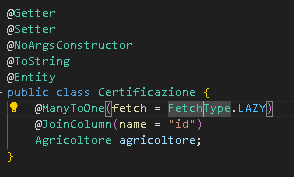 @Getter
@Setter
@NoArgsConstructor
@ToString
@Entity
public class Certificazione {
@ManyToOne(fetch = FetchType.LAZY)
@JoinColumn(name = "id")
Agricoltore agricoltore;
}